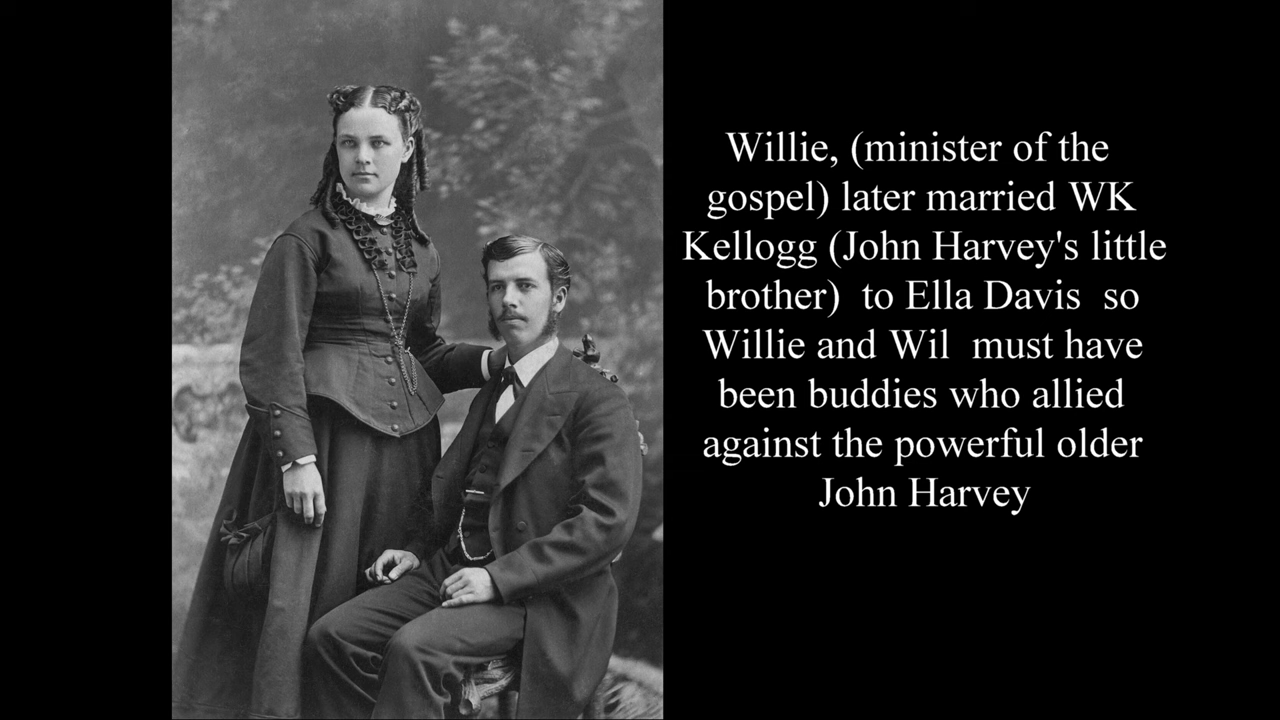 Willie, (minister of the
gospel) later married WK
Kellogg (John Harvey's little
brother)  to Ella Davis  so
Willie and Wil  must have
been buddies who allied
against the powerful older
John Harvey